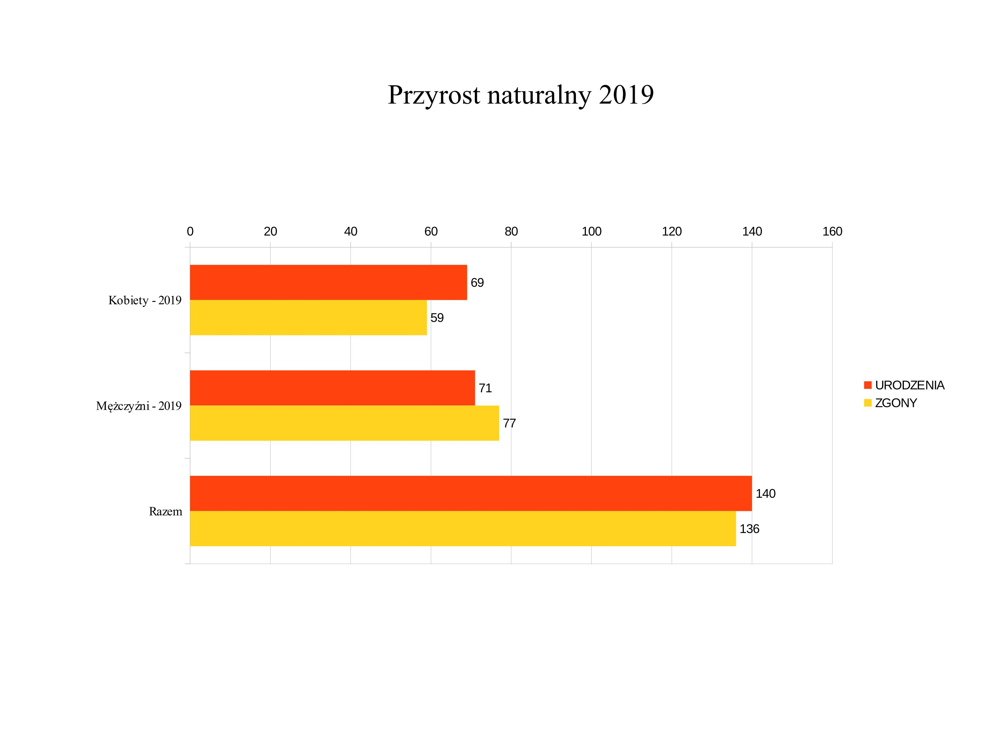 Przyrost naturalny 2019
0 20 40 60 80 100 120 140 160
Kobiety - 2019
69
59
Mężczyźni - 2019
71
77
Razem
140
136
URODZENIA
ZGONY